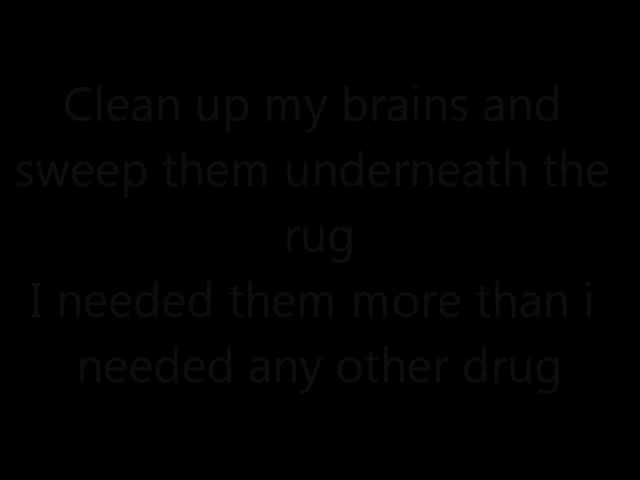 Clean up my brains and
sweep them underneath the
rug
I needed them more than i
needed any other drug